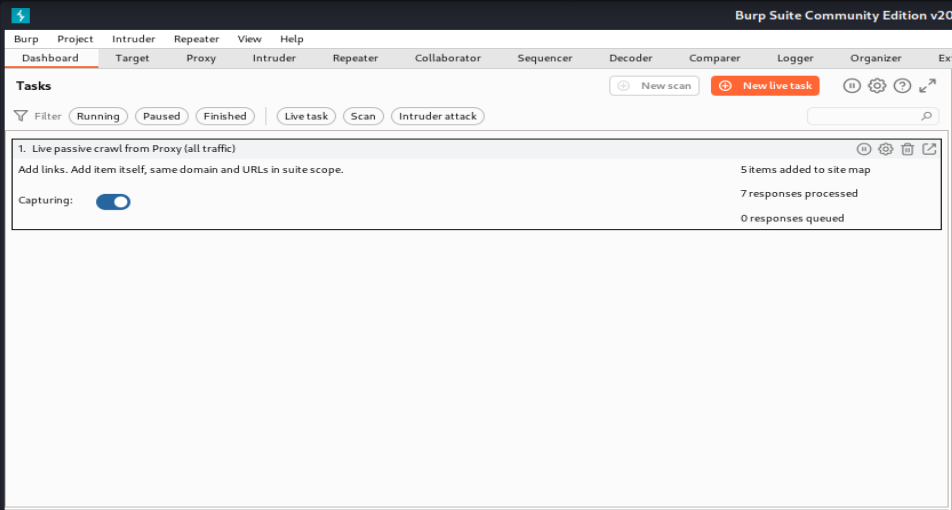 Burp Suite Community Edition v20
Burp Project Intruder Repeater View Help
Dashboard Target Proxy Intruder Repeater Collaborator Sequencer Decoder Comparer Logger Organizer Ex
Tasks New scan New live task
Filter Running Paused Finished Live task Scan Intruder attack
1. Live passive crawl from Proxy (all traffic)
Add links. Add item itself, same domain and URLs in suite scope. 5 items added to site map
7 responses processed
Capturing:
0 responses queued